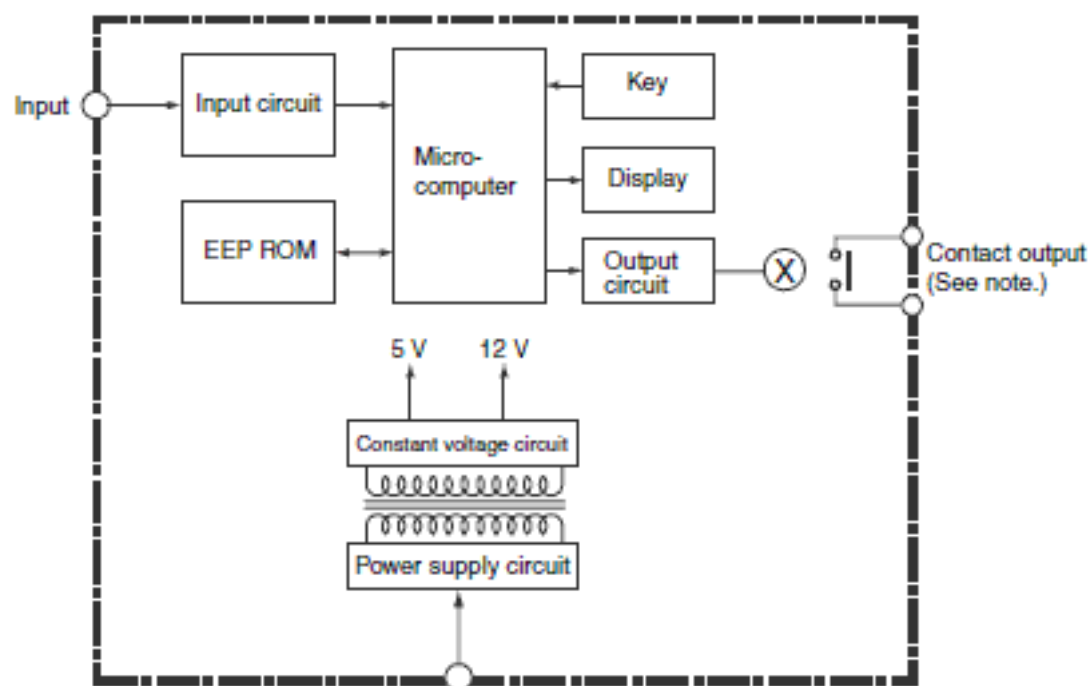 Input
Input circuit
Micro-
computer
Key
Display
EEP ROM
Output
circuit
X
Contact output
(See note.)
5 V
12 V
Constant voltage circuit
Power supply circuit